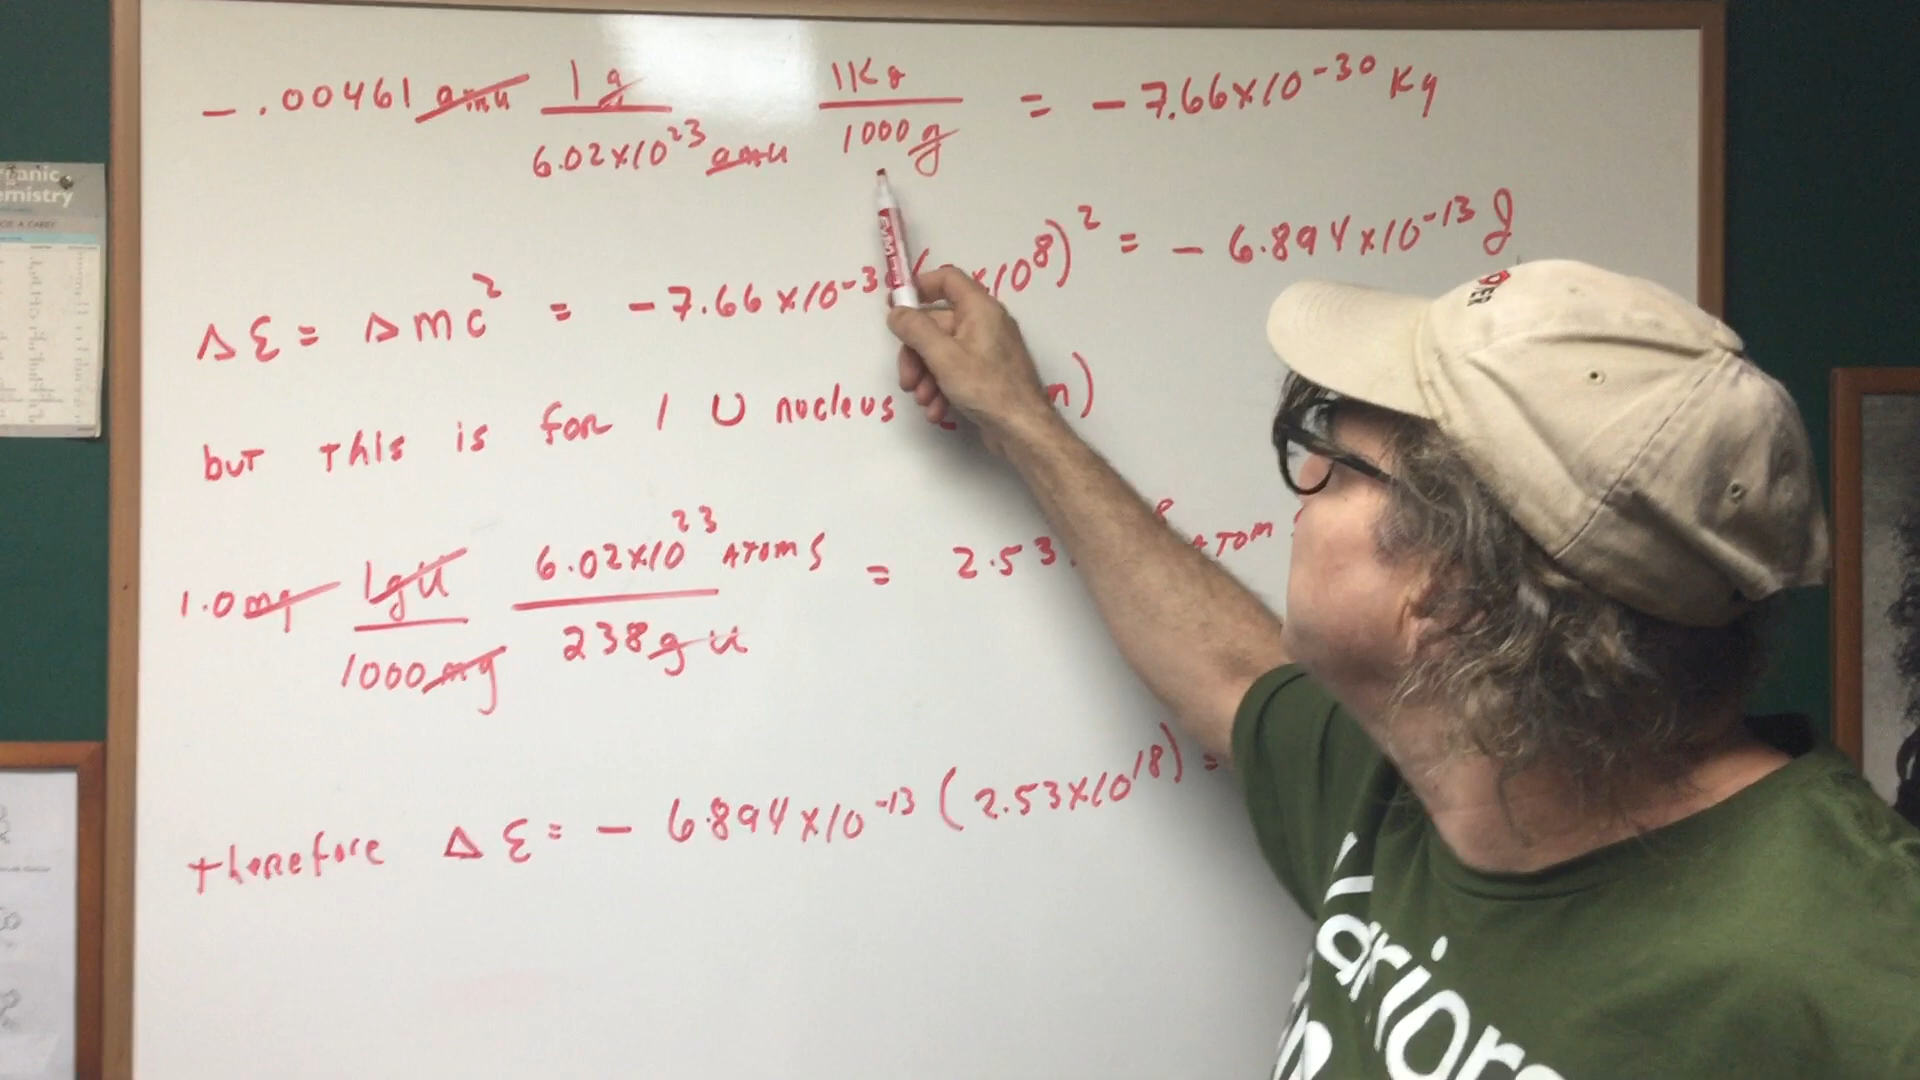 -.00461 amu 1g / 6.02x10^23 amu 1Kg / 1000g = -7.66x10^-30 Kg
ΔE = Δmc^2 = -7.66x10^-30 ( x10^8)^2 = -6.894x10^-13 J
but this is for 1 U nucleus
1.0mg 1gU / 1000mg 6.02x10^23 Atoms / 238gu = 2.53
therefore ΔE = - 6.894x10^-13 (2.53x10^18) =